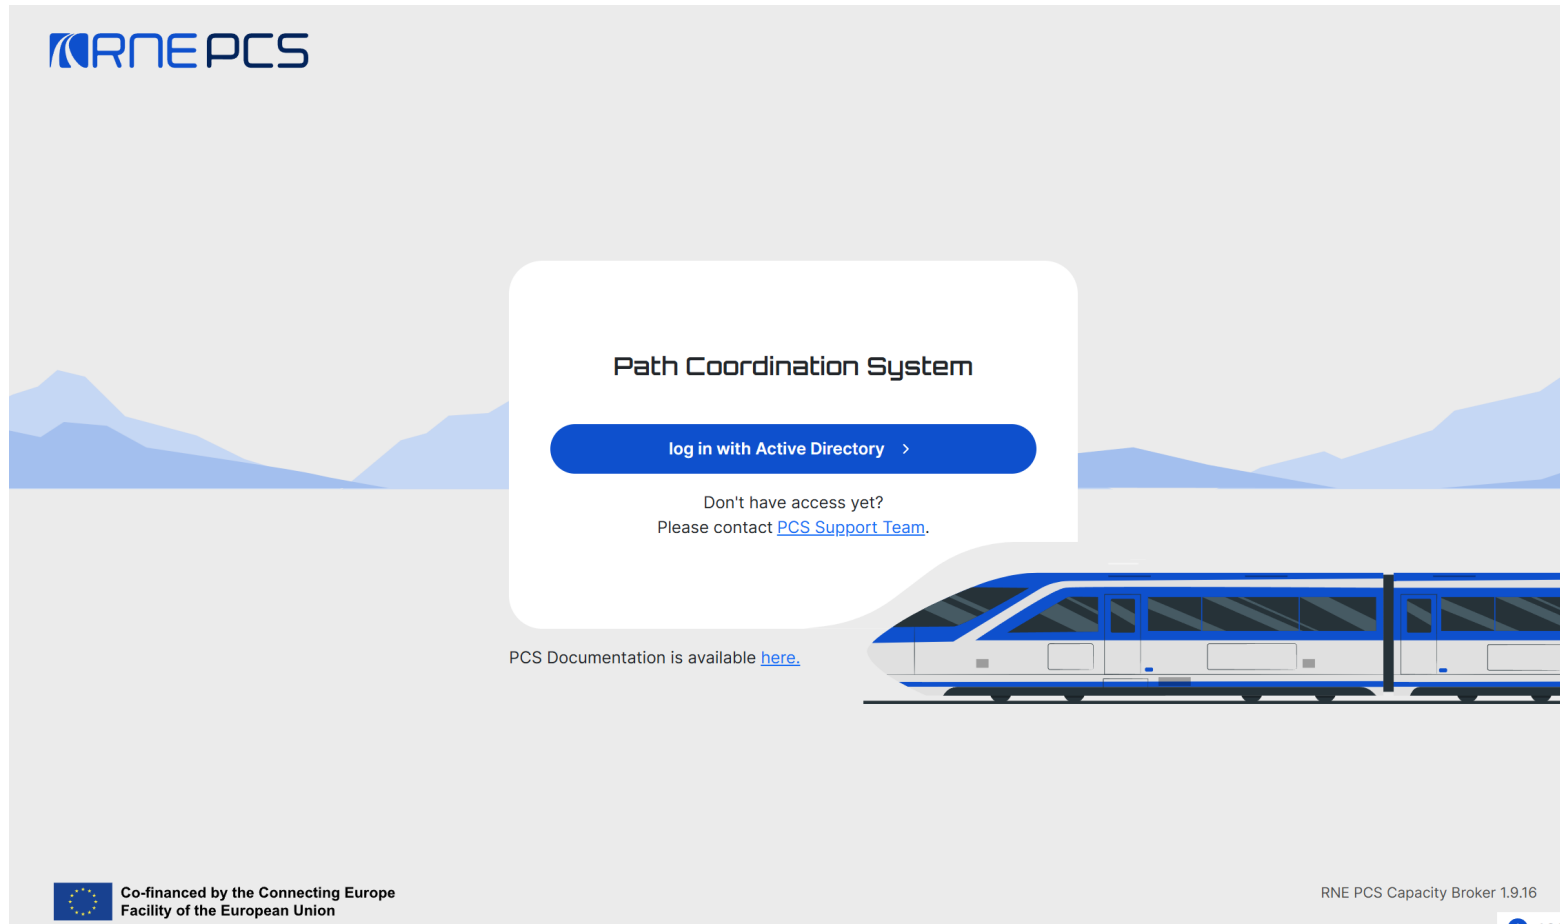 RNE PCS
Path Coordination System
log in with Active Directory
Don't have access yet?
Please contact PCS Support Team.
PCS Documentation is available here.
Co-financed by the Connecting Europe
Facility of the European Union
RNE PCS Capacity Broker 1.9.16